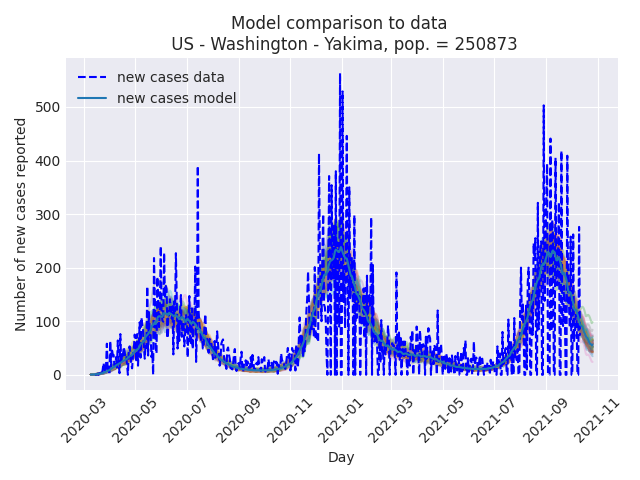 Model comparison to data
US - Washington - Yakima, pop. = 250873
new cases data
new cases model
Number of new cases reported
500
400
300
200
100
0
2020-03
2020-05
2020-07
2020-09
2020-11
2021-01
2021-03
2021-05
2021-07
2021-09
2021-11
Day